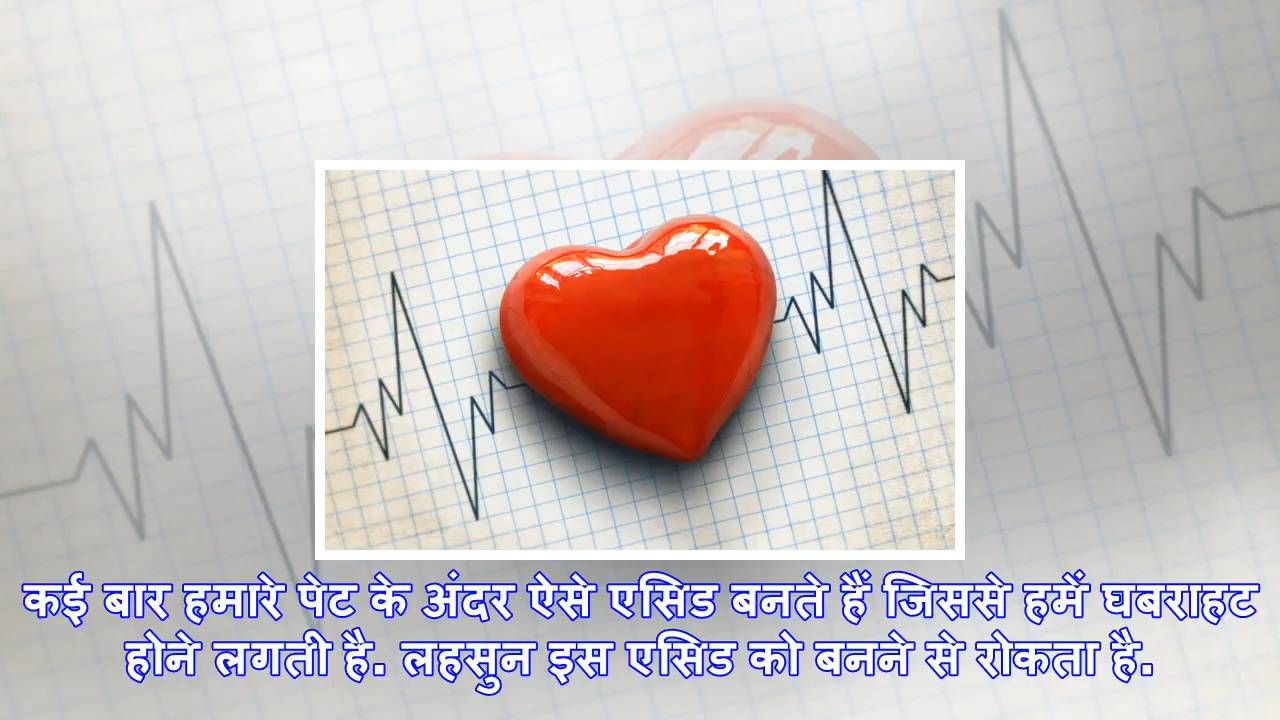 कई बार हमारे पेट के अंदर ऐसे एसिड बनते हैं जिससे हमें घबराहट
होने लगती है. लहसुन इस एसिड को बनने से रोकता है.